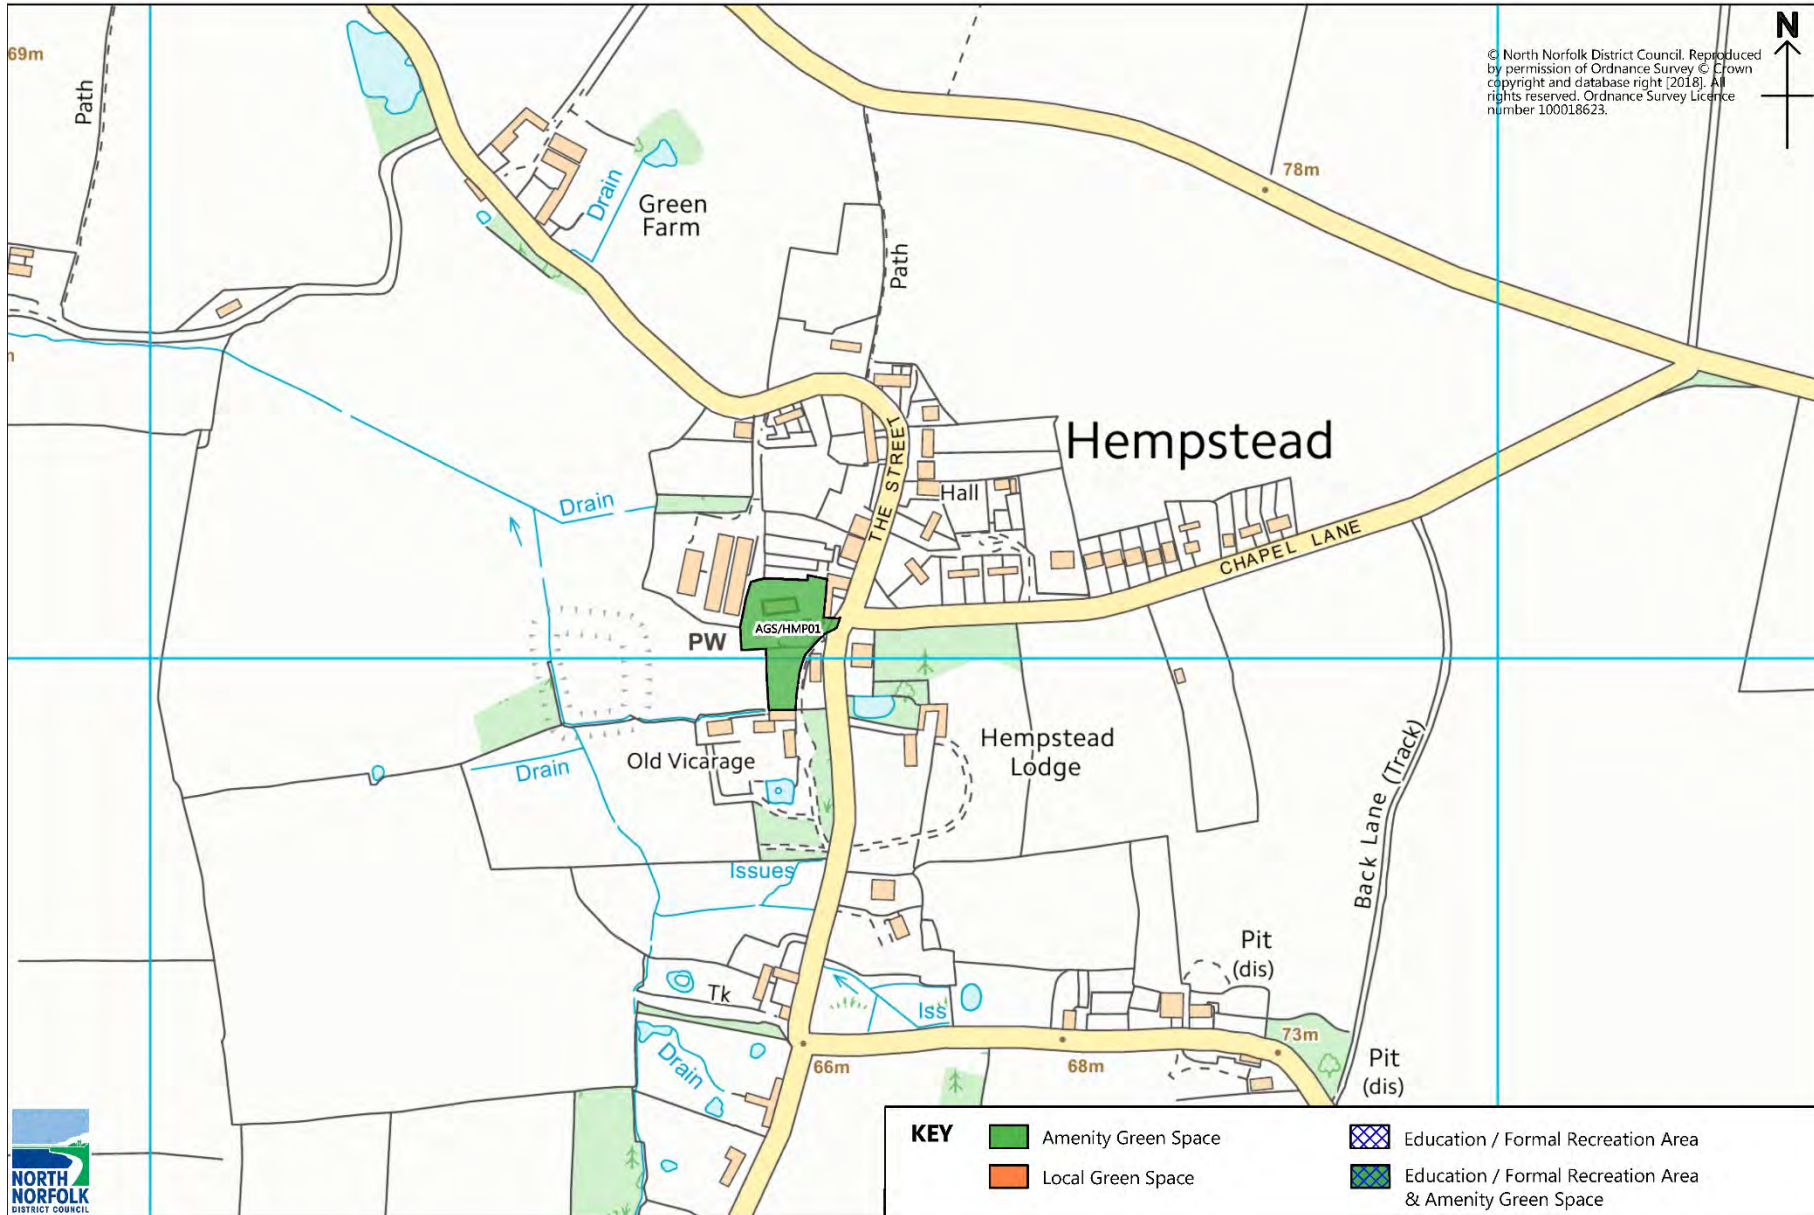 69m
Path
© North Norfolk District Council. Reproduced
by permission of Ordnance Survey © Crown
copyright and database right [2018]. All
rights reserved. Ordnance Survey Licence
number 100018623.
N
78m
Drain
Green
Farm
Path
Hempstead
THE STREET
Hall
Drain
CHAPEL LANE
AGS/HMP01
PW
Hempstead
Lodge
Old Vicarage
Drain
Back Lane (Track)
Issues
Pit
(dis)
Tk
Iss
Drain
66m
68m
73m
Pit
(dis)
KEY
Amenity Green Space
Local Green Space
Education / Formal Recreation Area
Education / Formal Recreation Area
& Amenity Green Space
NORTH
NORFOLK
DISTRICT COUNCIL